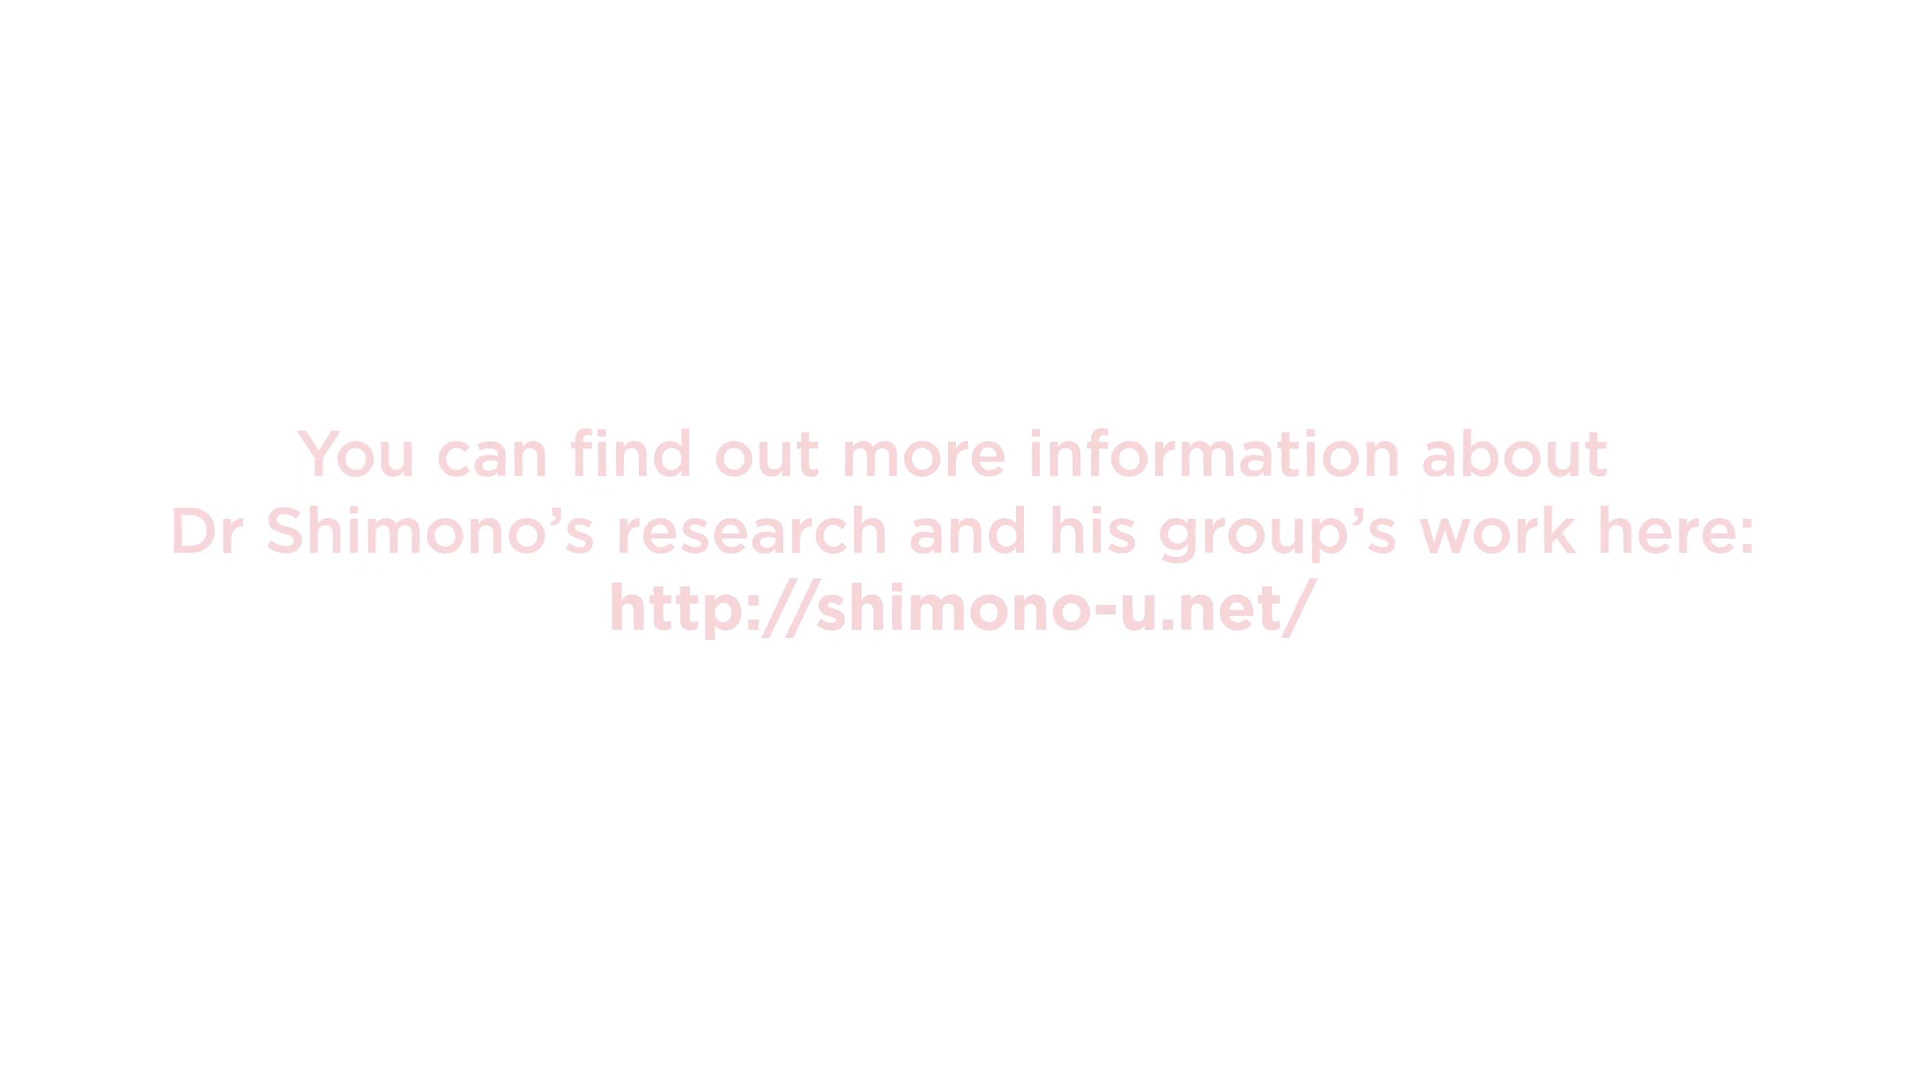 You can find out more information about
Dr Shimono’s research and his group’s work here:
http://shimono-u.net/